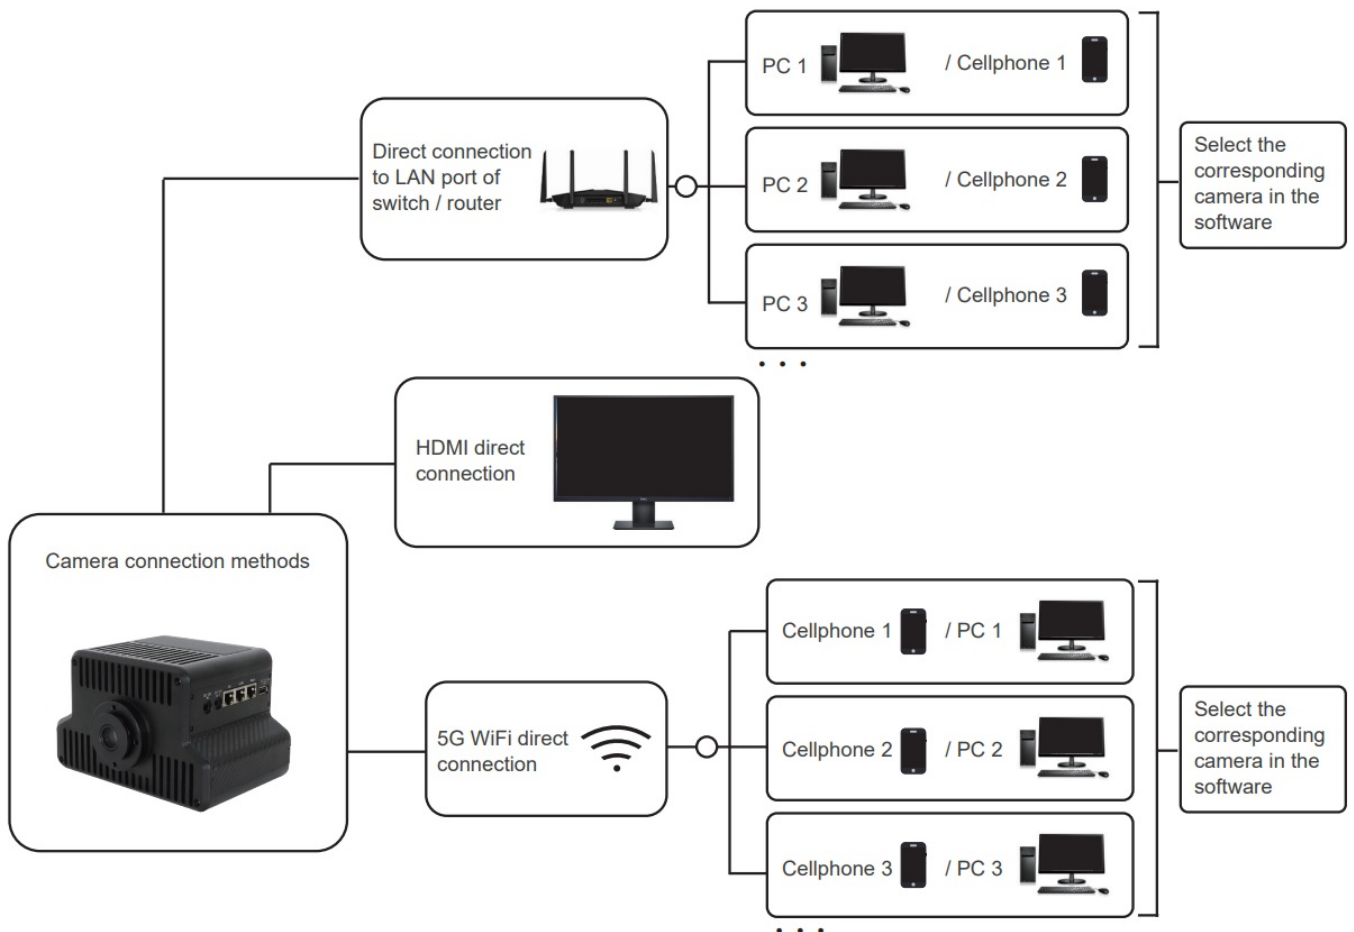 PC 1
/ Cellphone 1
Direct connection
to LAN port of
switch / router
PC 2
/ Cellphone 2
PC 3
/ Cellphone 3
. . .
Select the
corresponding
camera in the
software
HDMI direct
connection
Camera connection methods
5G WiFi direct
connection
Cellphone 1
/ PC 1
Cellphone 2
/ PC 2
Cellphone 3
/ PC 3
. . .
Select the
corresponding
camera in the
software